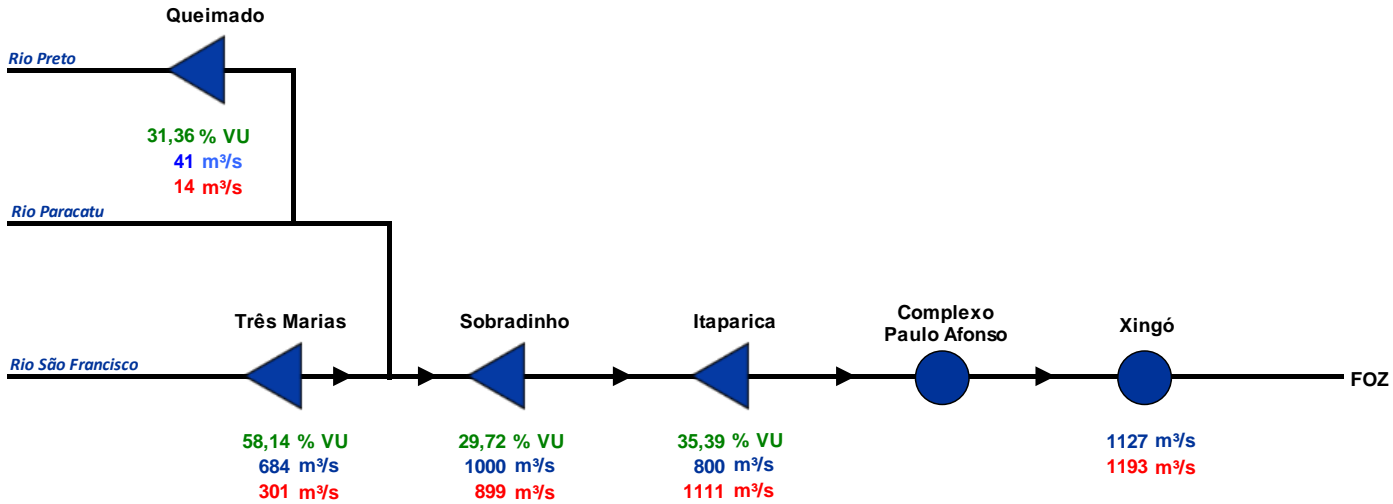 Queimado
Rio Preto
31,36 % VU
41 m³/s
14 m³/s
Rio Paracatu
Três Marias
Sobradinho
Itaparica
Complexo
Paulo Afonso
Xingó
Rio São Francisco
FOZ
58,14 % VU
684 m³/s
301 m³/s
29,72 % VU
1000 m³/s
899 m³/s
35,39 % VU
800 m³/s
1111 m³/s
1127 m³/s
1193 m³/s